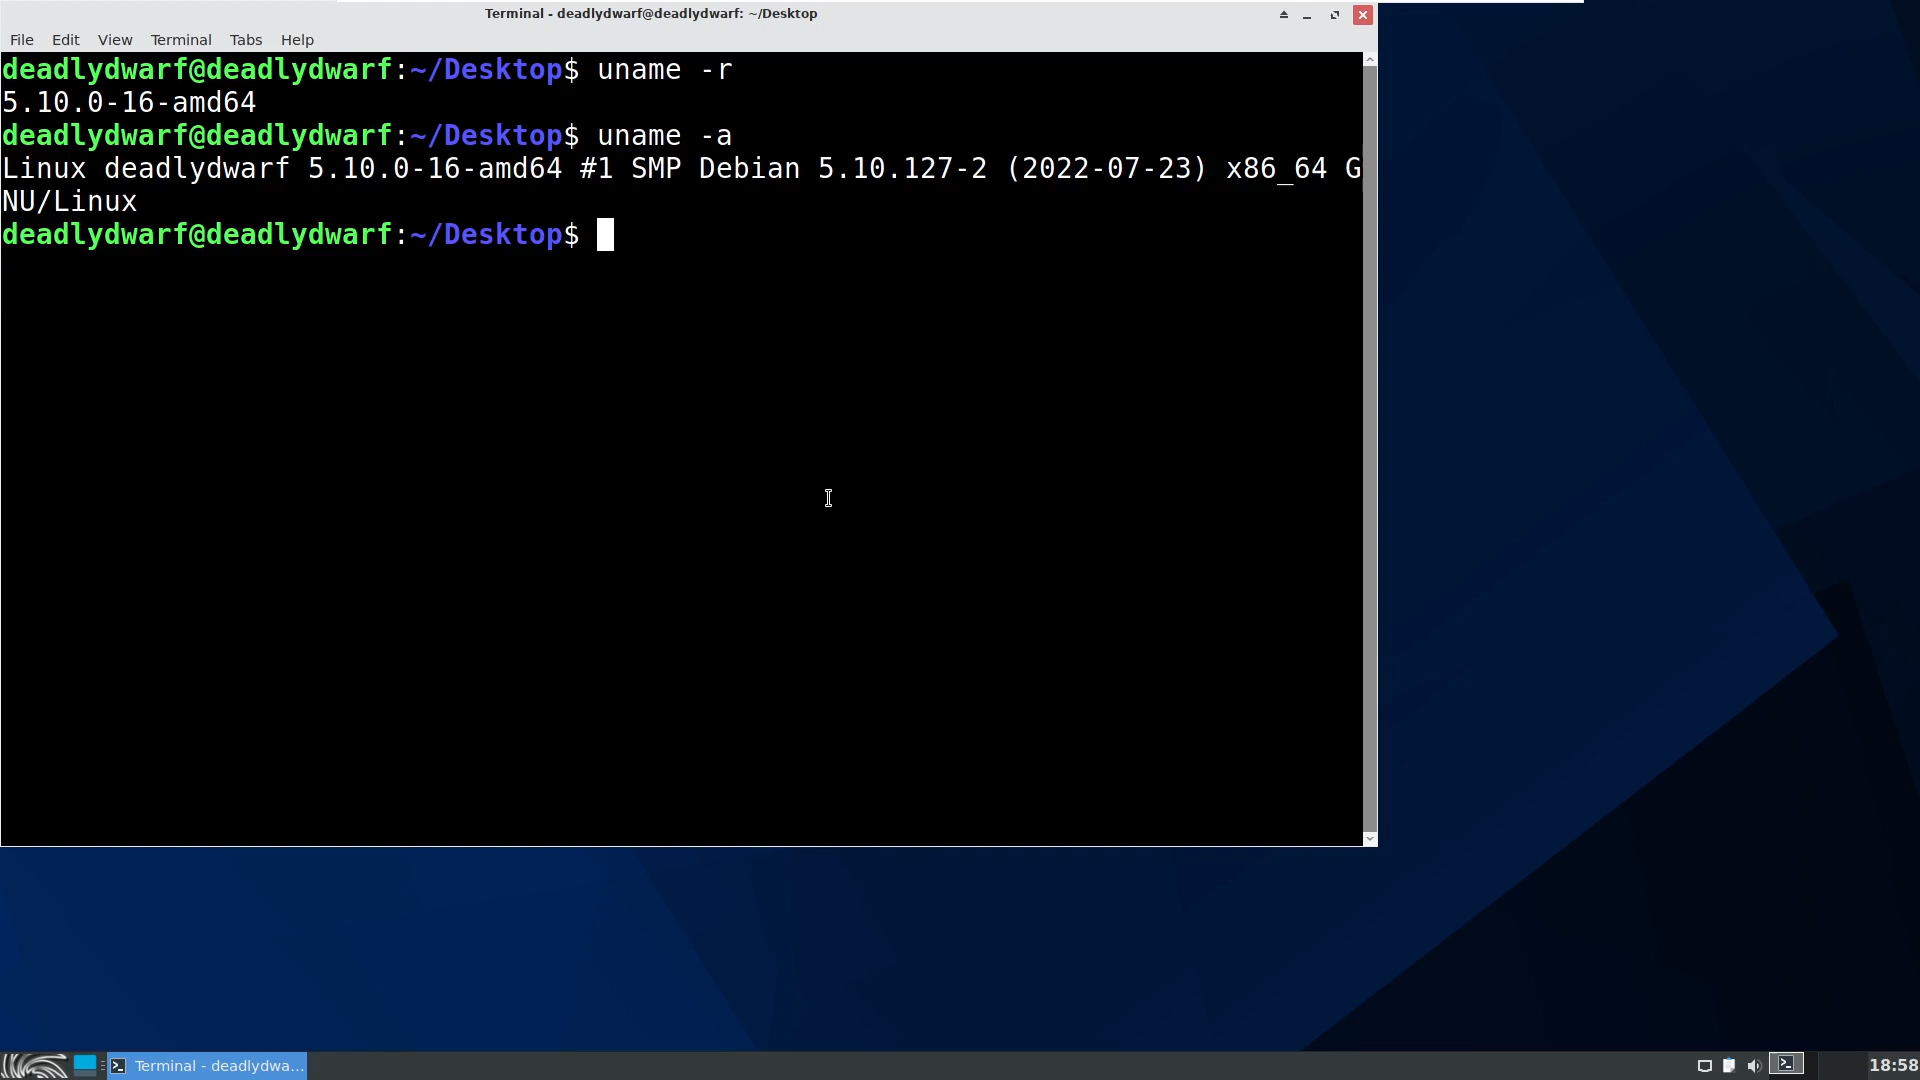 Terminal - deadlydwarf@deadlydwarf: ~/Desktop
File Edit View Terminal Tabs Help
deadlydwarf@deadlydwarf:~/Desktop$ uname -r
5.10.0-16-amd64
deadlydwarf@deadlydwarf:~/Desktop$ uname -a
Linux deadlydwarf 5.10.0-16-amd64 #1 SMP Debian 5.10.127-2 (2022-07-23) x86_64 G
NU/Linux
deadlydwarf@deadlydwarf:~/Desktop$
Terminal - deadlydwa... 18:58